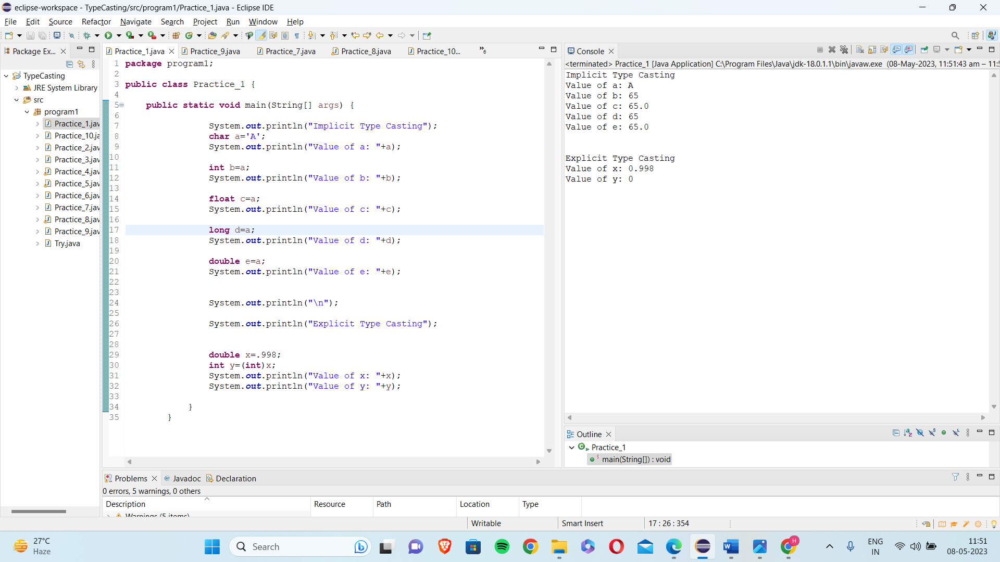 eclipse-workspace - TypeCasting/src/program1/Practice_1.java - Eclipse IDE
File Edit Source Refactor Navigate Search Project Run Window Help
Package Ex...
TypeCasting
JRE System Library
src
program1
Practice_1.jav
Practice_10.ja
Practice_2.jav
Practice_3.jav
Practice_4.jav
Practice_5.jav
Practice_6.jav
Practice_7.jav
Practice_8.jav
Practice_9.jav
Try.java
Practice_1.java Practice_9.java Practice_7.java Practice_8.java Practice_10... »6
1 package program1;
2
3 public class Practice_1 {
4
5 public static void main(String[] args) {
6
7 System.out.println("Implicit Type Casting");
8 char a='A';
9 System.out.println("Value of a: "+a);
10
11 int b=a;
12 System.out.println("Value of b: "+b);
13
14 float c=a;
15 System.out.println("Value of c: "+c);
16
17 long d=a;
18 System.out.println("Value of d: "+d);
19
20 double e=a;
21 System.out.println("Value of e: "+e);
22
23
24 System.out.println("\n");
25
26 System.out.println("Explicit Type Casting");
27
28
29 double x=.998;
30 int y=(int)x;
31 System.out.println("Value of x: "+x);
32 System.out.println("Value of y: "+y);
33
34 }
35 }
Console
<terminated> Practice_1 [Java Application] C:\Program Files\Java\jdk-18.0.1.1\bin\javaw.exe (08-May-2023, 11:51:43 am – 11:5
Implicit Type Casting
Value of a: A
Value of b: 65
Value of c: 65.0
Value of d: 65
Value of e: 65.0
Explicit Type Casting
Value of x: 0.998
Value of y: 0
Outline
Practice_1
main(String[]) : void
Problems @ Javadoc Declaration
0 errors, 5 warnings, 0 others
Description Resource Path Location Type
Warnings (5 items)
Writable Smart Insert 17 : 26 : 354
27°C
Haze
Search
ENG
IN
11:51
08-05-2023